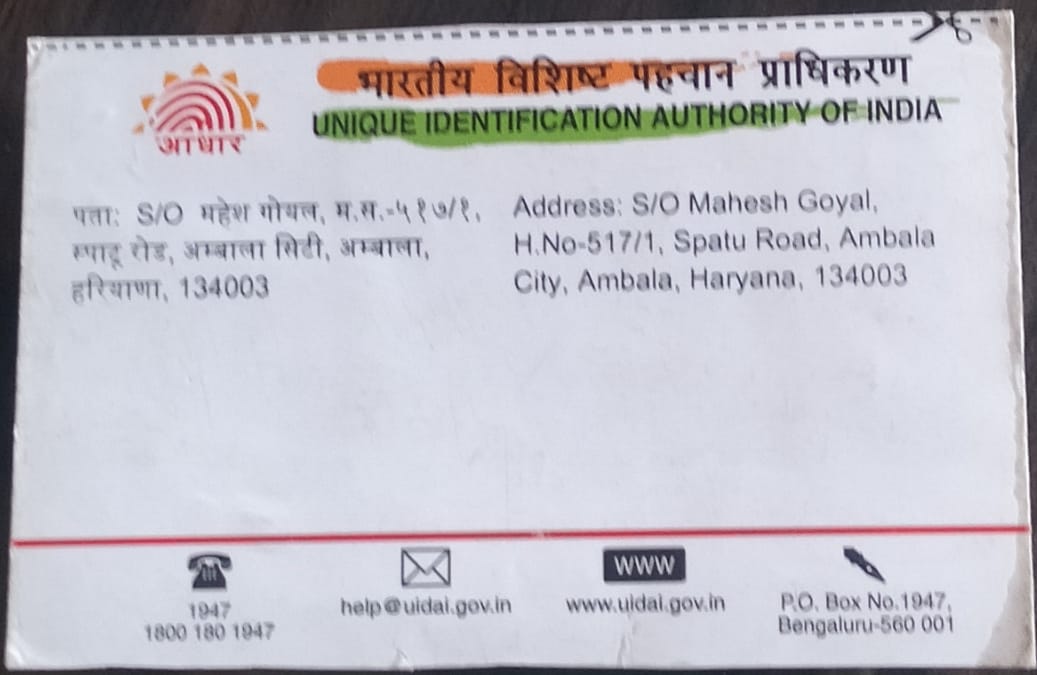 भारतीय विशिष्ट पहचान प्राधिकरण
UNIQUE IDENTIFICATION AUTHORITY OF INDIA
आधार
पता: S/O महेश गोयल, म.स.-५१७/१,
स्पाटू रोड, अम्बाला सिटी, अम्बाला,
हरियाणा, 134003
Address: S/O Mahesh Goyal,
H.No-517/1, Spatu Road, Ambala
City, Ambala, Haryana, 134003
1947
1800 180 1947
help@uidai.gov.in
WWW
www.uidai.gov.in
P.O. Box No.1947,
Bengaluru-560 001